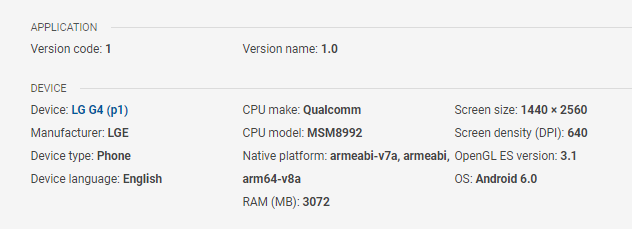 APPLICATION
Version code: 1
Version name: 1.0
DEVICE
Device: LG G4 (p1)
Manufacturer: LGE
Device type: Phone
Device language: English
CPU make: Qualcomm
CPU model: MSM8992
Native platform: armeabi-v7a, armeabi,
arm64-v8a
RAM (MB): 3072
Screen size: 1440 × 2560
Screen density (DPI): 640
OpenGL ES version: 3.1
OS: Android 6.0